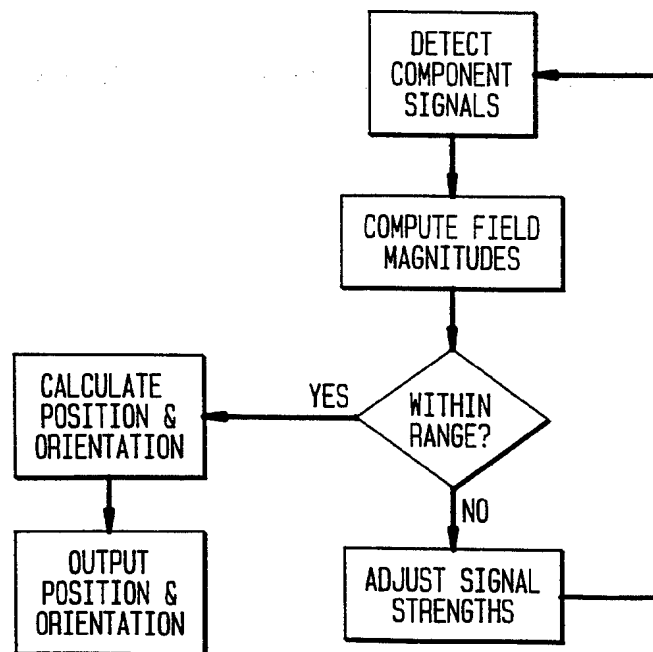 DETECT
COMPONENT
SIGNALS
COMPUTE FIELD
MAGNITUDES
WITHIN
RANGE?
YES
CALCULATE
POSITION &
ORIENTATION
OUTPUT
POSITION &
ORIENTATION
NO
ADJUST SIGNAL
STRENGTHS